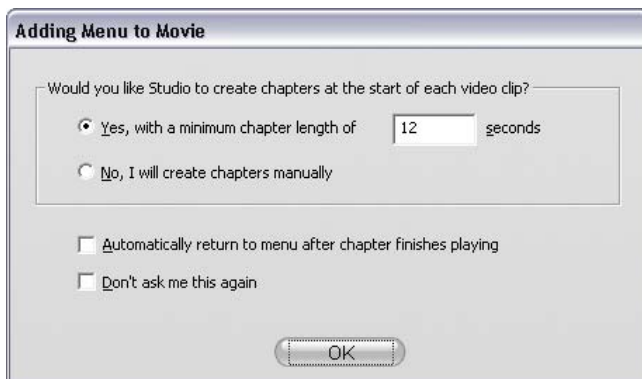 Adding Menu to Movie
Would you like Studio to create chapters at the start of each video clip?
Yes, with a minimum chapter length of 12 seconds
No, I will create chapters manually
Automatically return to menu after chapter finishes playing
Don't ask me this again
OK